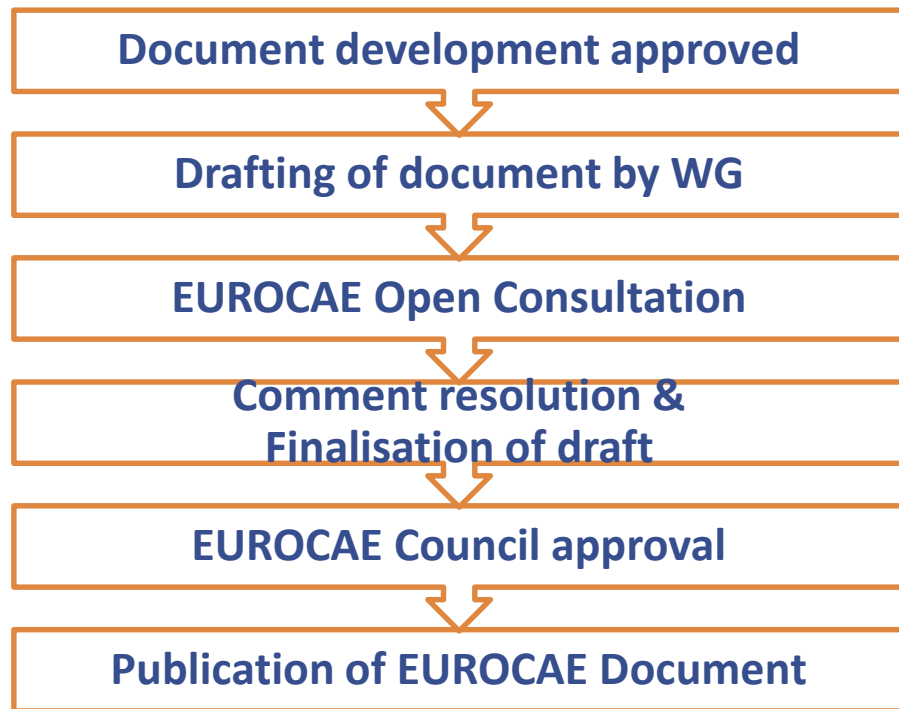 Document development approved
Drafting of document by WG
EUROCAE Open Consultation
Comment resolution &
Finalisation of draft
EUROCAE Council approval
Publication of EUROCAE Document